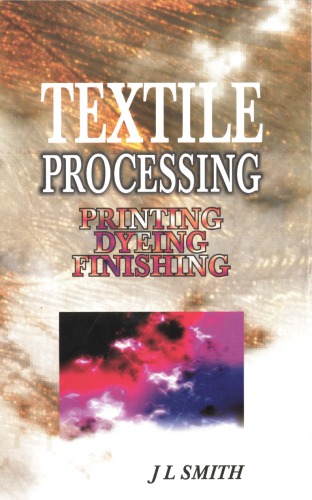 TEXTILE
PROCESSING
PRINTING
DYEING
FINISHING
J L SMITH